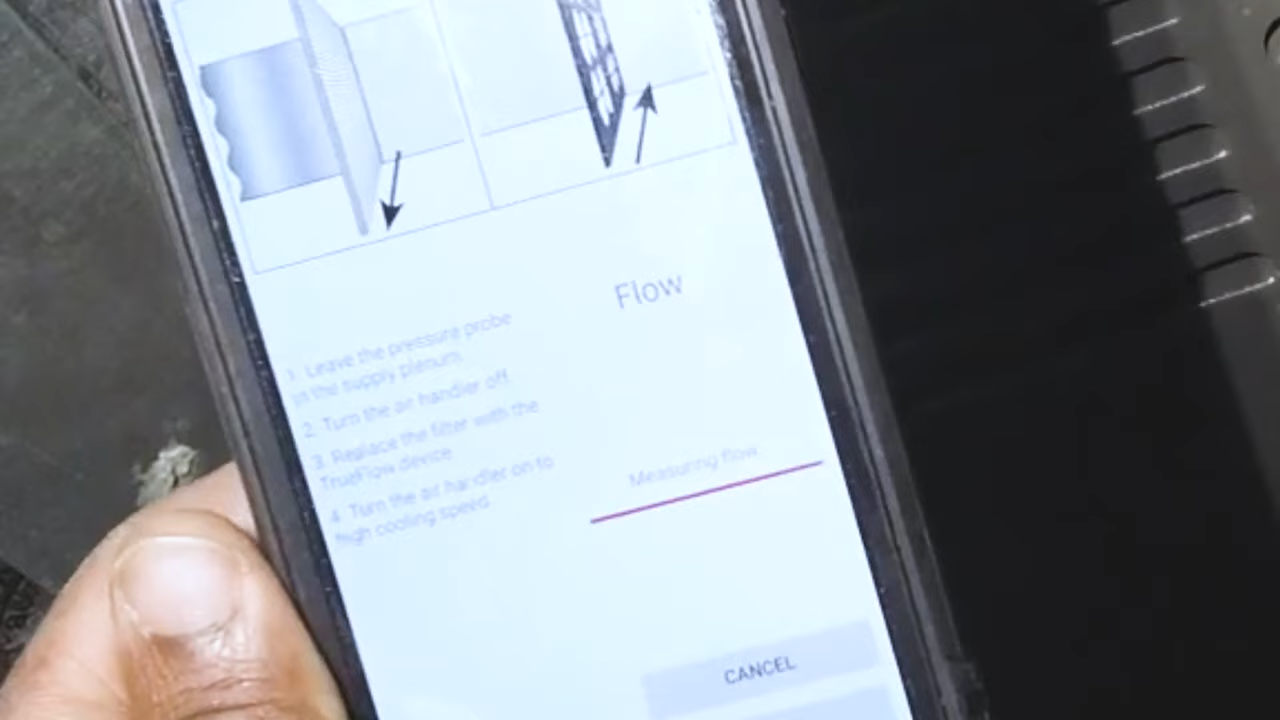 Flow
1. Leave the pressure probe
in the supply plenum.
2. Turn the air handler off.
3. Replace the filter with the
TrueFlow device.
4. Turn the air handler on to
high cooling speed.
Measuring flow
CANCEL